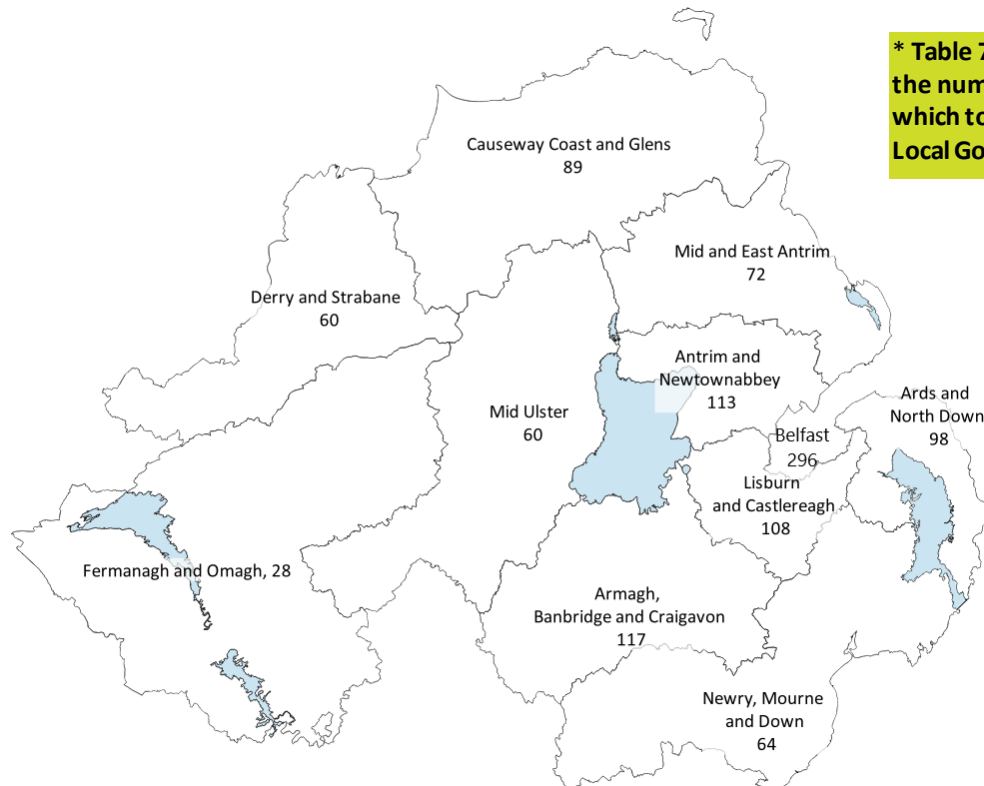 * Table 7
the num
which to
Local Go
Causeway Coast and Glens
89
Mid and East Antrim
72
Derry and Strabane
60
Antrim and
Newtownabbey
113
Ards and
North Down
98
Mid Ulster
60
Belfast
296
Lisburn
and Castlereagh
108
Fermanagh and Omagh, 28
Armagh,
Banbridge and Craigavon
117
Newry, Mourne
and Down
64